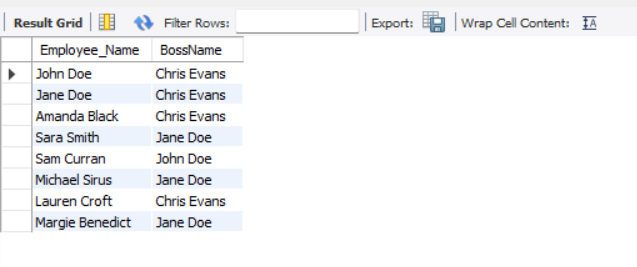 Result Grid Filter Rows: Export: Wrap Cell Content: IA
Employee_Name BossName
John Doe Chris Evans
Jane Doe Chris Evans
Amanda Black Chris Evans
Sara Smith Jane Doe
Sam Curran John Doe
Michael Sirus Jane Doe
Lauren Croft Chris Evans
Margie Benedict Jane Doe